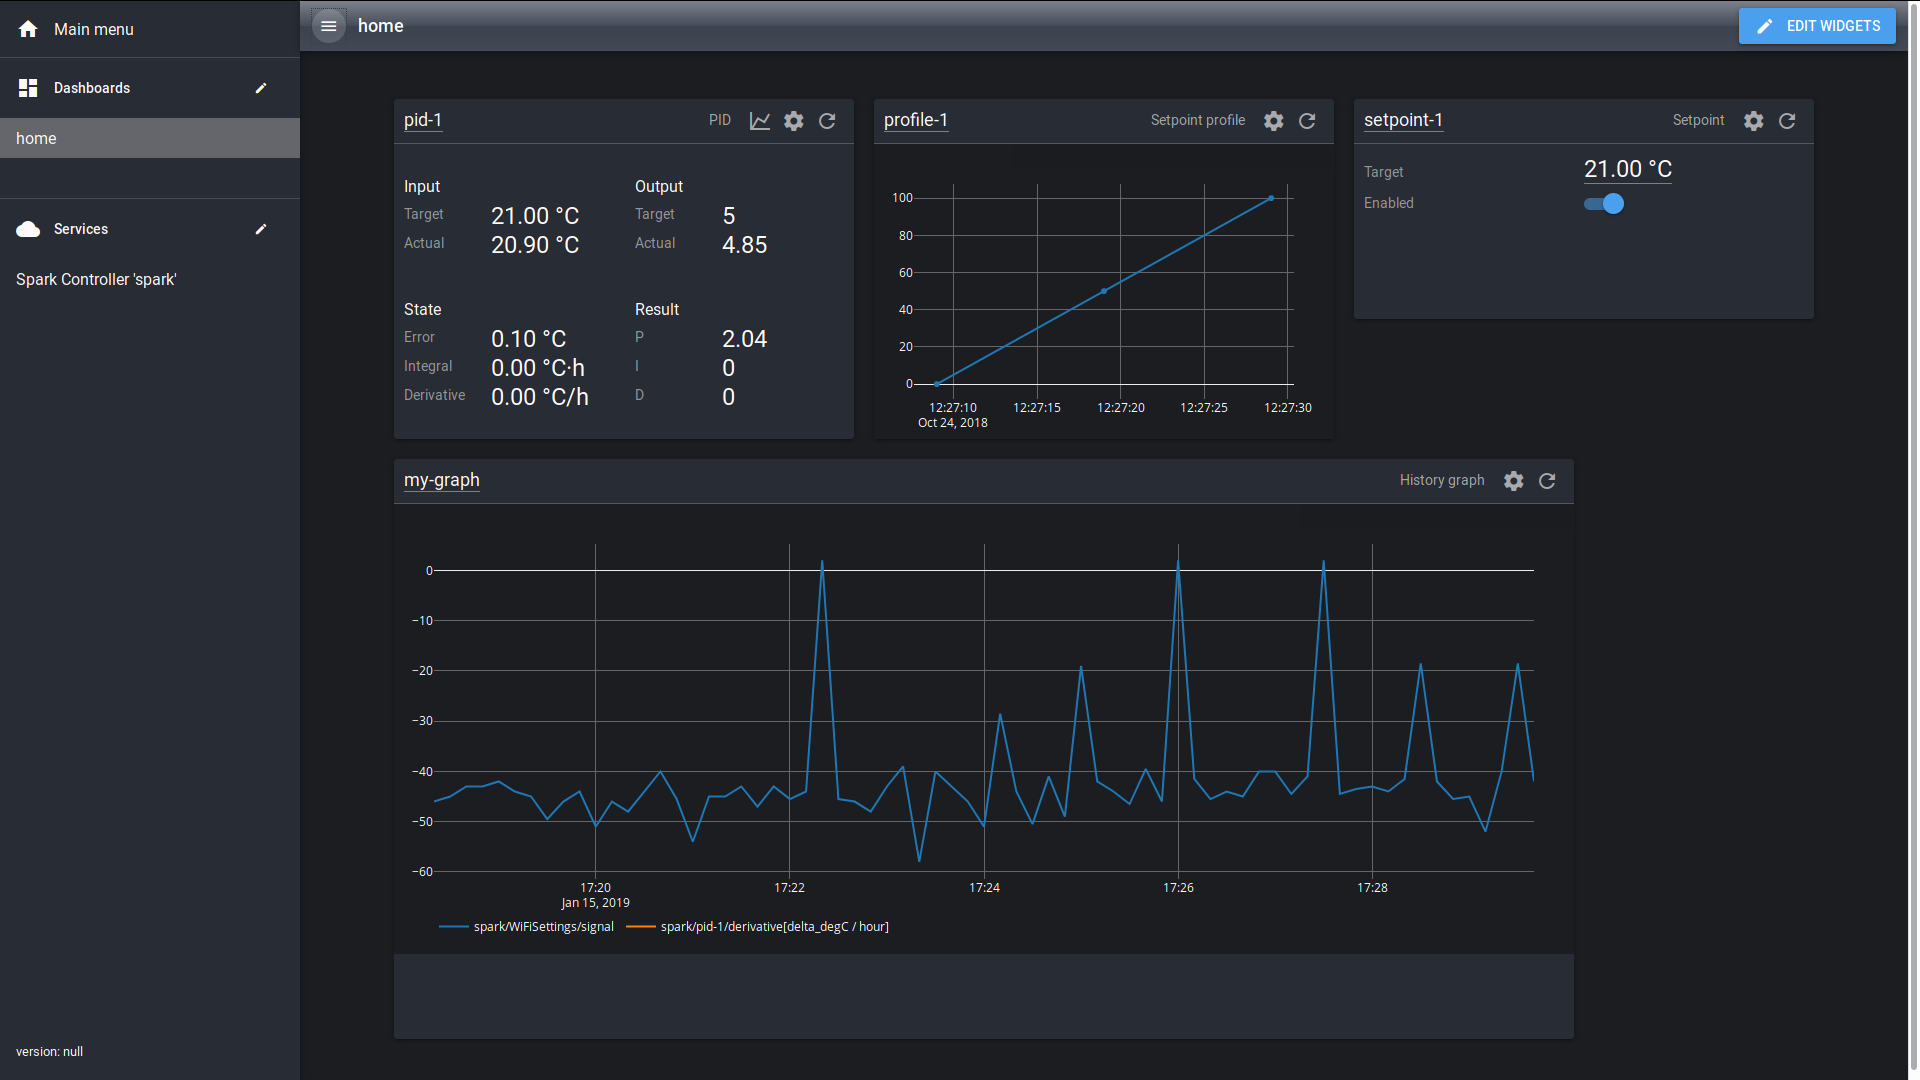 Main menu
Dashboards
home
Services
Spark Controller 'spark'
version: null
home
EDIT WIDGETS
pid-1 PID
Input Output
Target 21.00 °C Target 5
Actual 20.90 °C Actual 4.85
State Result
Error 0.10 °C P 2.04
Integral 0.00 °C·h I 0
Derivative 0.00 °C/h D 0
profile-1 Setpoint profile
100
80
60
40
20
0
12:27:10 12:27:15 12:27:20 12:27:25 12:27:30
Oct 24, 2018
setpoint-1 Setpoint
Target 21.00 °C
Enabled
my-graph History graph
0
−10
−20
−30
−40
−50
−60
17:20 17:22 17:24 17:26 17:28
Jan 15, 2019
spark/WiFiSettings/signal spark/pid-1/derivative[delta_degC / hour]